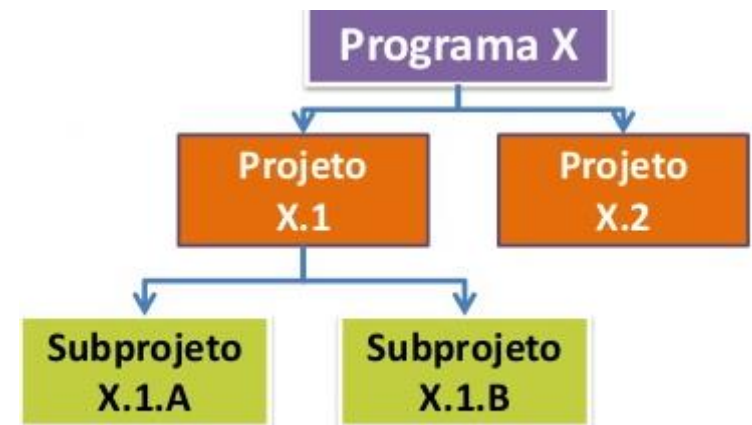 Programa X
Projeto
X.1
Projeto
X.2
Subprojeto
X.1.A
Subprojeto
X.1.B